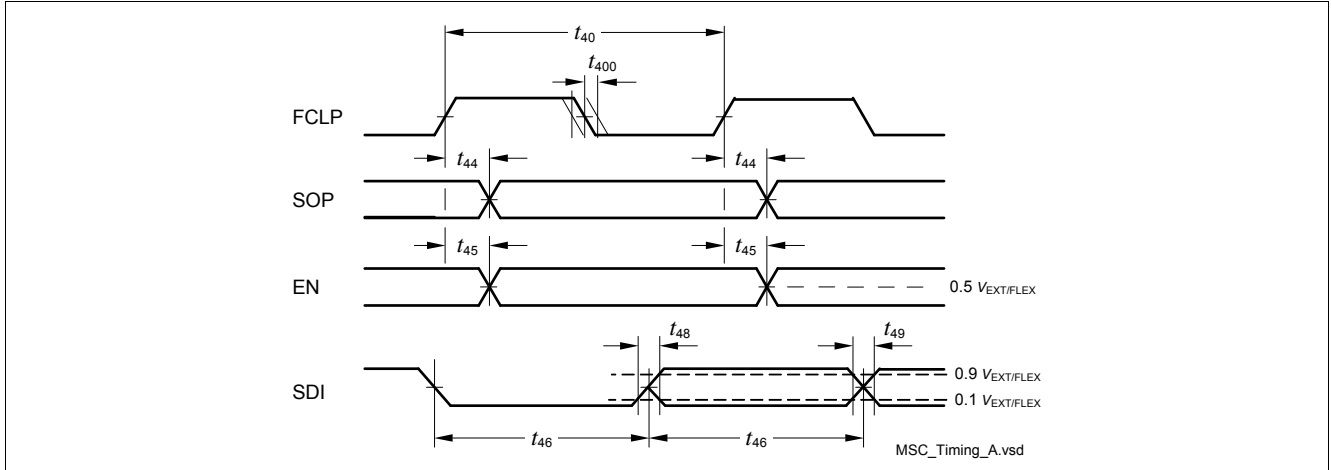 t40
t400
FCLP
t44 t44
SOP
t45 t45
EN
0.5 VEXT/FLEX
t48 t49
0.9 VEXT/FLEX
SDI
0.1 VEXT/FLEX
t46 t46
MSC_Timing_A.vsd